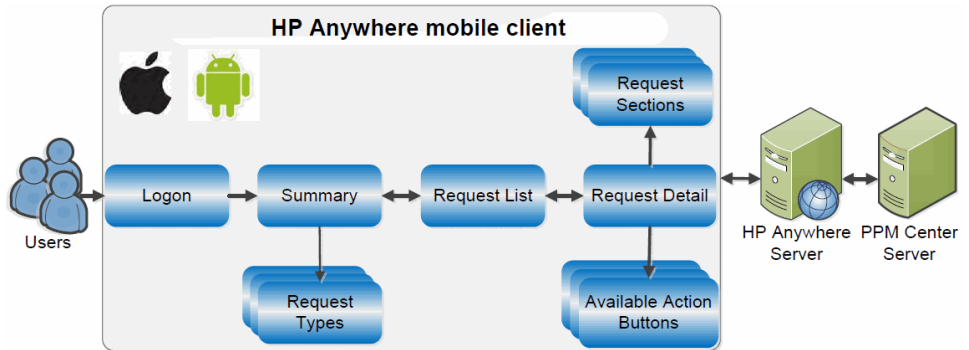 HP Anywhere mobile client
Request
Sections
Logon
Summary
Request List
Request Detail
Users
HP Anywhere
Server
PPM Center
Server
Request
Types
Available Action
Buttons